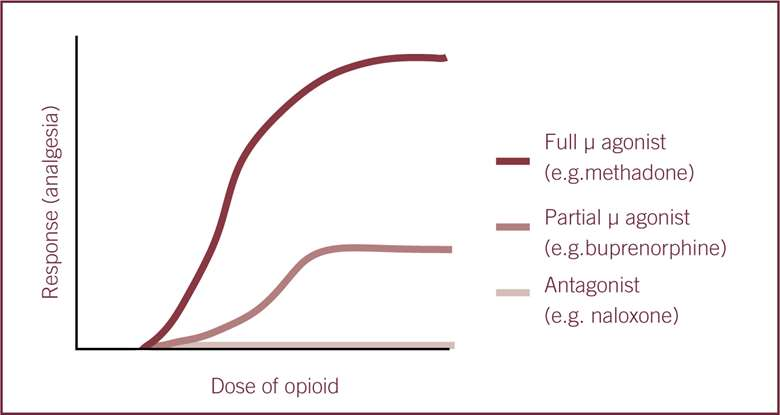 Response (analgesia)
Full µ agonist
(e.g.methadone)
Partial µ agonist
(e.g.buprenorphine)
Antagonist
(e.g. naloxone)
Dose of opioid